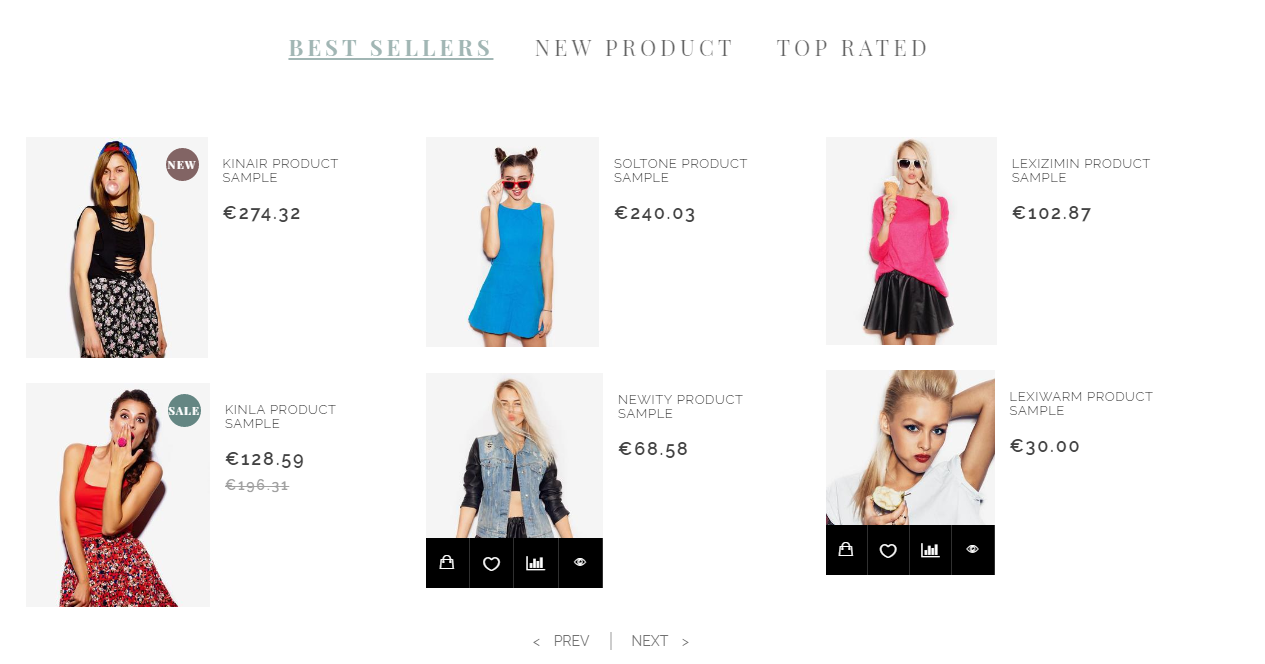 BEST SELLERS
NEW PRODUCT
TOP RATED
NEW
KINAIR PRODUCT
SAMPLE
€274.32
SOLTONE PRODUCT
SAMPLE
€240.03
LEXIZIMIN PRODUCT
SAMPLE
€102.87
SALE
KINLA PRODUCT
SAMPLE
€128.59
€196.31
NEWITY PRODUCT
SAMPLE
€68.58
LEXIWARM PRODUCT
SAMPLE
€30.00
< PREV | NEXT >